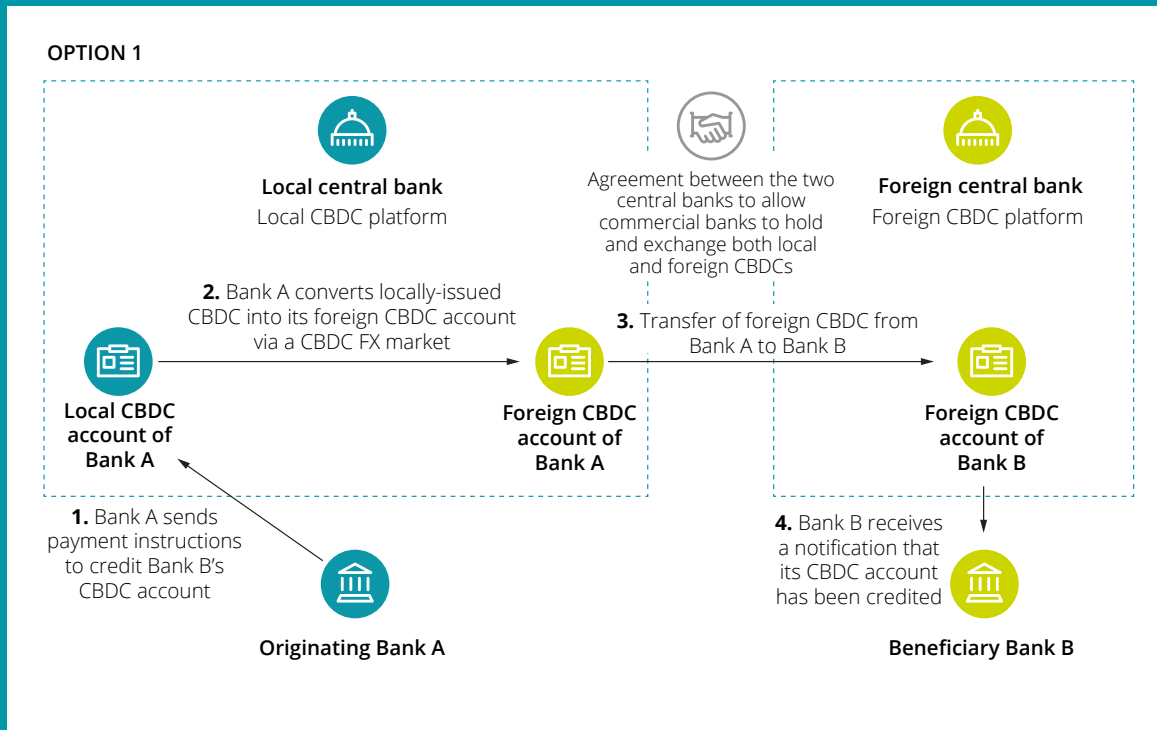 OPTION 1
Local central bank
Local CBDC platform
Agreement between the two
central banks to allow
commercial banks to hold
and exchange both local
and foreign CBDCs
Foreign central bank
Foreign CBDC platform
2. Bank A converts locally-issued
CBDC into its foreign CBDC account
via a CBDC FX market
3. Transfer of foreign CBDC from
Bank A to Bank B
Local CBDC
account of
Bank A
Foreign CBDC
account of
Bank A
Foreign CBDC
account of
Bank B
1. Bank A sends
payment instructions
to credit Bank B’s
CBDC account
4. Bank B receives
a notification that
its CBDC account
has been credited
Originating Bank A
Beneficiary Bank B